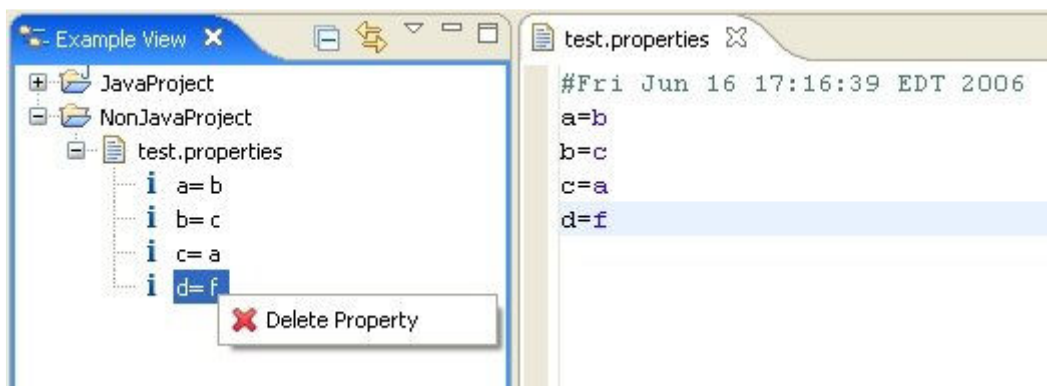 Example View
JavaProject
NonJavaProject
test.properties
a= b
b= c
c= a
d= f
Delete Property
test.properties
#Fri Jun 16 17:16:39 EDT 2006
a=b
b=c
c=a
d=f